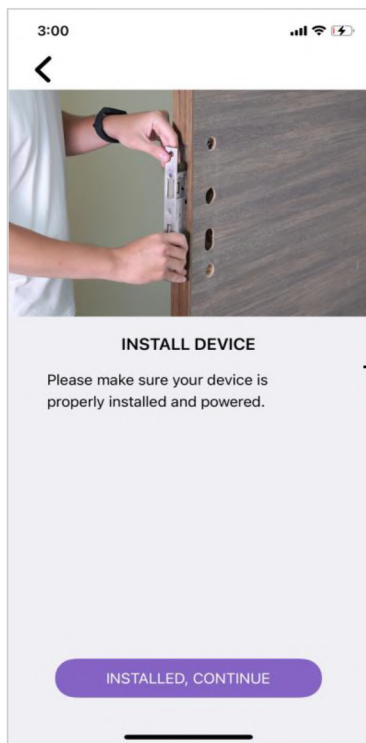 3:00
INSTALL DEVICE
Please make sure your device is
properly installed and powered.
INSTALLED, CONTINUE